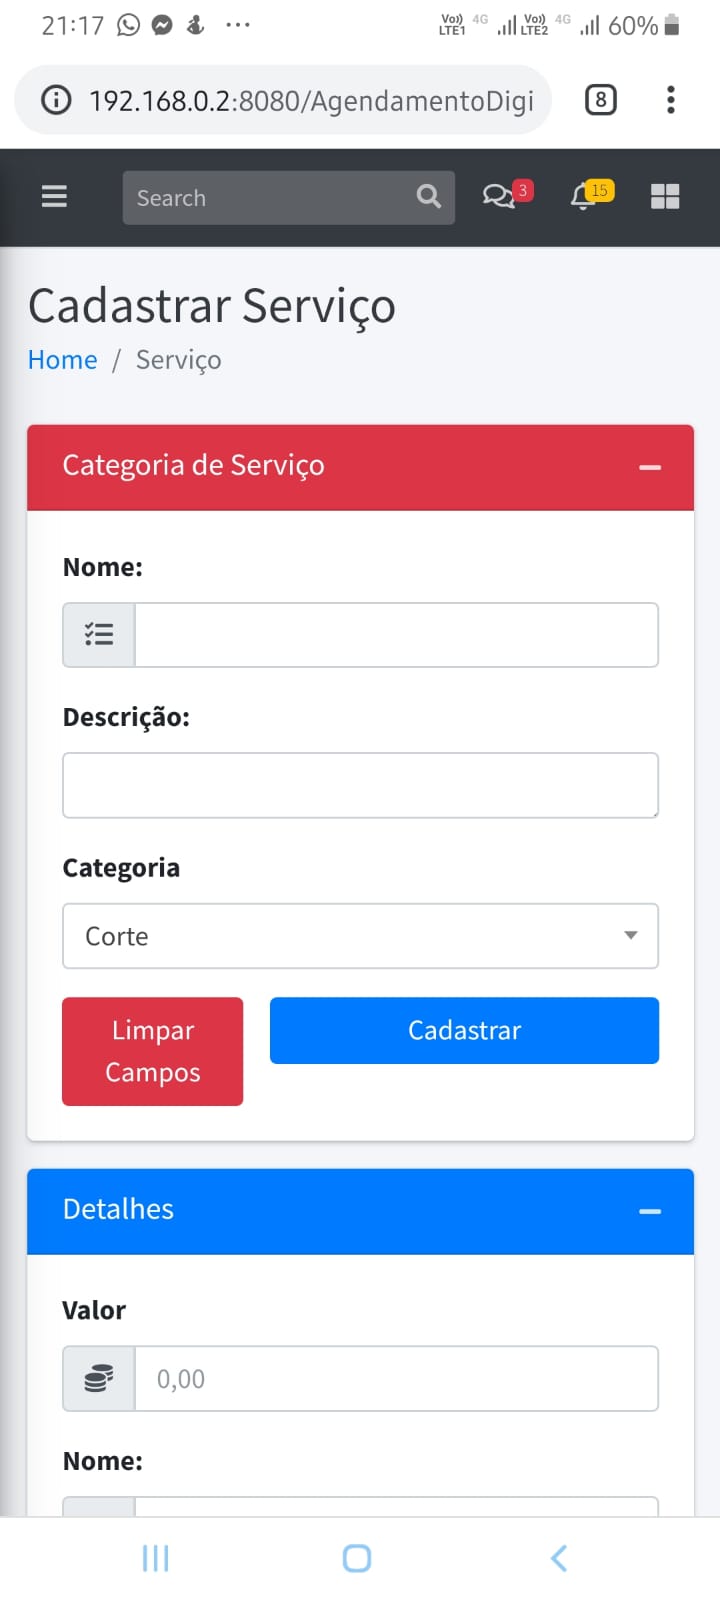 21:17
Vo)) LTE1 4G Vo)) LTE2 4G 60%
192.168.0.2:8080/AgendamentoDigi
8
Search
3
15
Cadastrar Serviço
Home / Serviço
Categoria de Serviço
Nome:
Descrição:
Categoria
Corte
Limpar
Campos
Cadastrar
Detalhes
Valor
0,00
Nome: